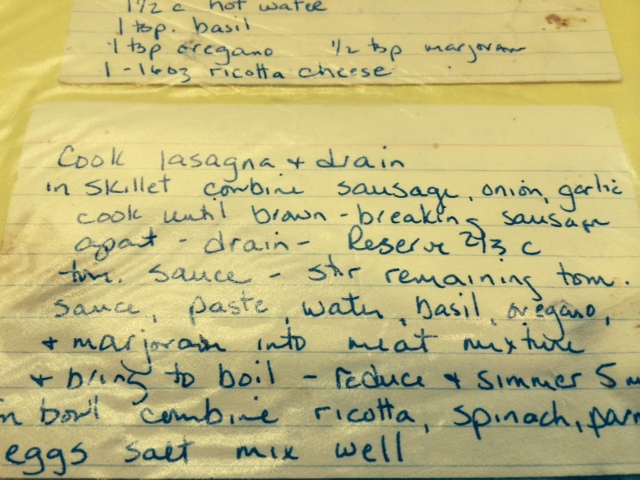 1 1/2 c hot water
1 tsp. basil
1 tsp oregano 1/2 tsp marjoram
1 - 16oz ricotta cheese
Cook lasagna + drain
in skillet combine sausage, onion, garlic
cook until brown - breaking sausage
apart - drain - Reserve 2/3 c
tom. sauce - stir remaining tom.
sauce, paste, water, basil, oregano,
+ marjoram into meat mixture
+ bring to boil - reduce + simmer 5 m
in bowl combine ricotta, spinach, parm
eggs salt mix well